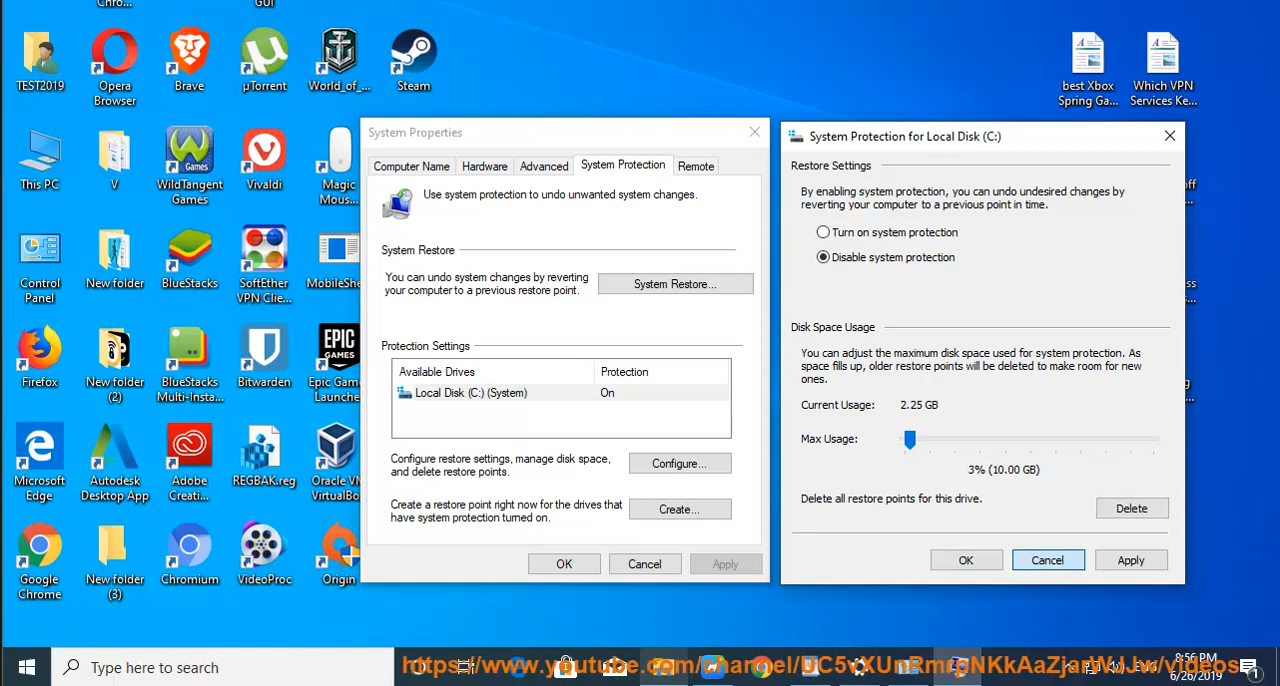 Chro...
GUI
TEST2019
Opera
Browser
Brave
µTorrent
World_of_...
Steam
best Xbox
Spring Ga...
Which VPN
Services Ke...
This PC
V
WildTangent
Games
Vivaldi
Magic
Mous...
Control
Panel
New folder
BlueStacks
SoftEther
VPN Clie...
MobileShe
Firefox
New folder
(2)
BlueStacks
Multi-Insta...
Bitwarden
EPIC
GAMES
Epic Game
Launche
Microsoft
Edge
Autodesk
Desktop App
Adobe
Creati...
REGBAK.reg
Oracle VM
VirtualBo
Google
Chrome
New folder
(3)
Chromium
VideoProc
Origin
System Properties
Computer Name
Hardware
Advanced
System Protection
Remote
Use system protection to undo unwanted system changes.
System Restore
You can undo system changes by reverting
your computer to a previous restore point.
System Restore...
Protection Settings
Available Drives
Protection
Local Disk (C:) (System)
On
Configure restore settings, manage disk space,
and delete restore points.
Configure...
Create a restore point right now for the drives that
have system protection turned on.
Create...
OK
Cancel
Apply
System Protection for Local Disk (C:)
Restore Settings
By enabling system protection, you can undo undesired changes by
reverting your computer to a previous point in time.
Turn on system protection
Disable system protection
Disk Space Usage
You can adjust the maximum disk space used for system protection. As
space fills up, older restore points will be deleted to make room for new
ones.
Current Usage: 2.25 GB
Max Usage:
3% (10.00 GB)
Delete all restore points for this drive.
Delete
OK
Cancel
Apply
Type here to search
8:56 PM
6/26/2019